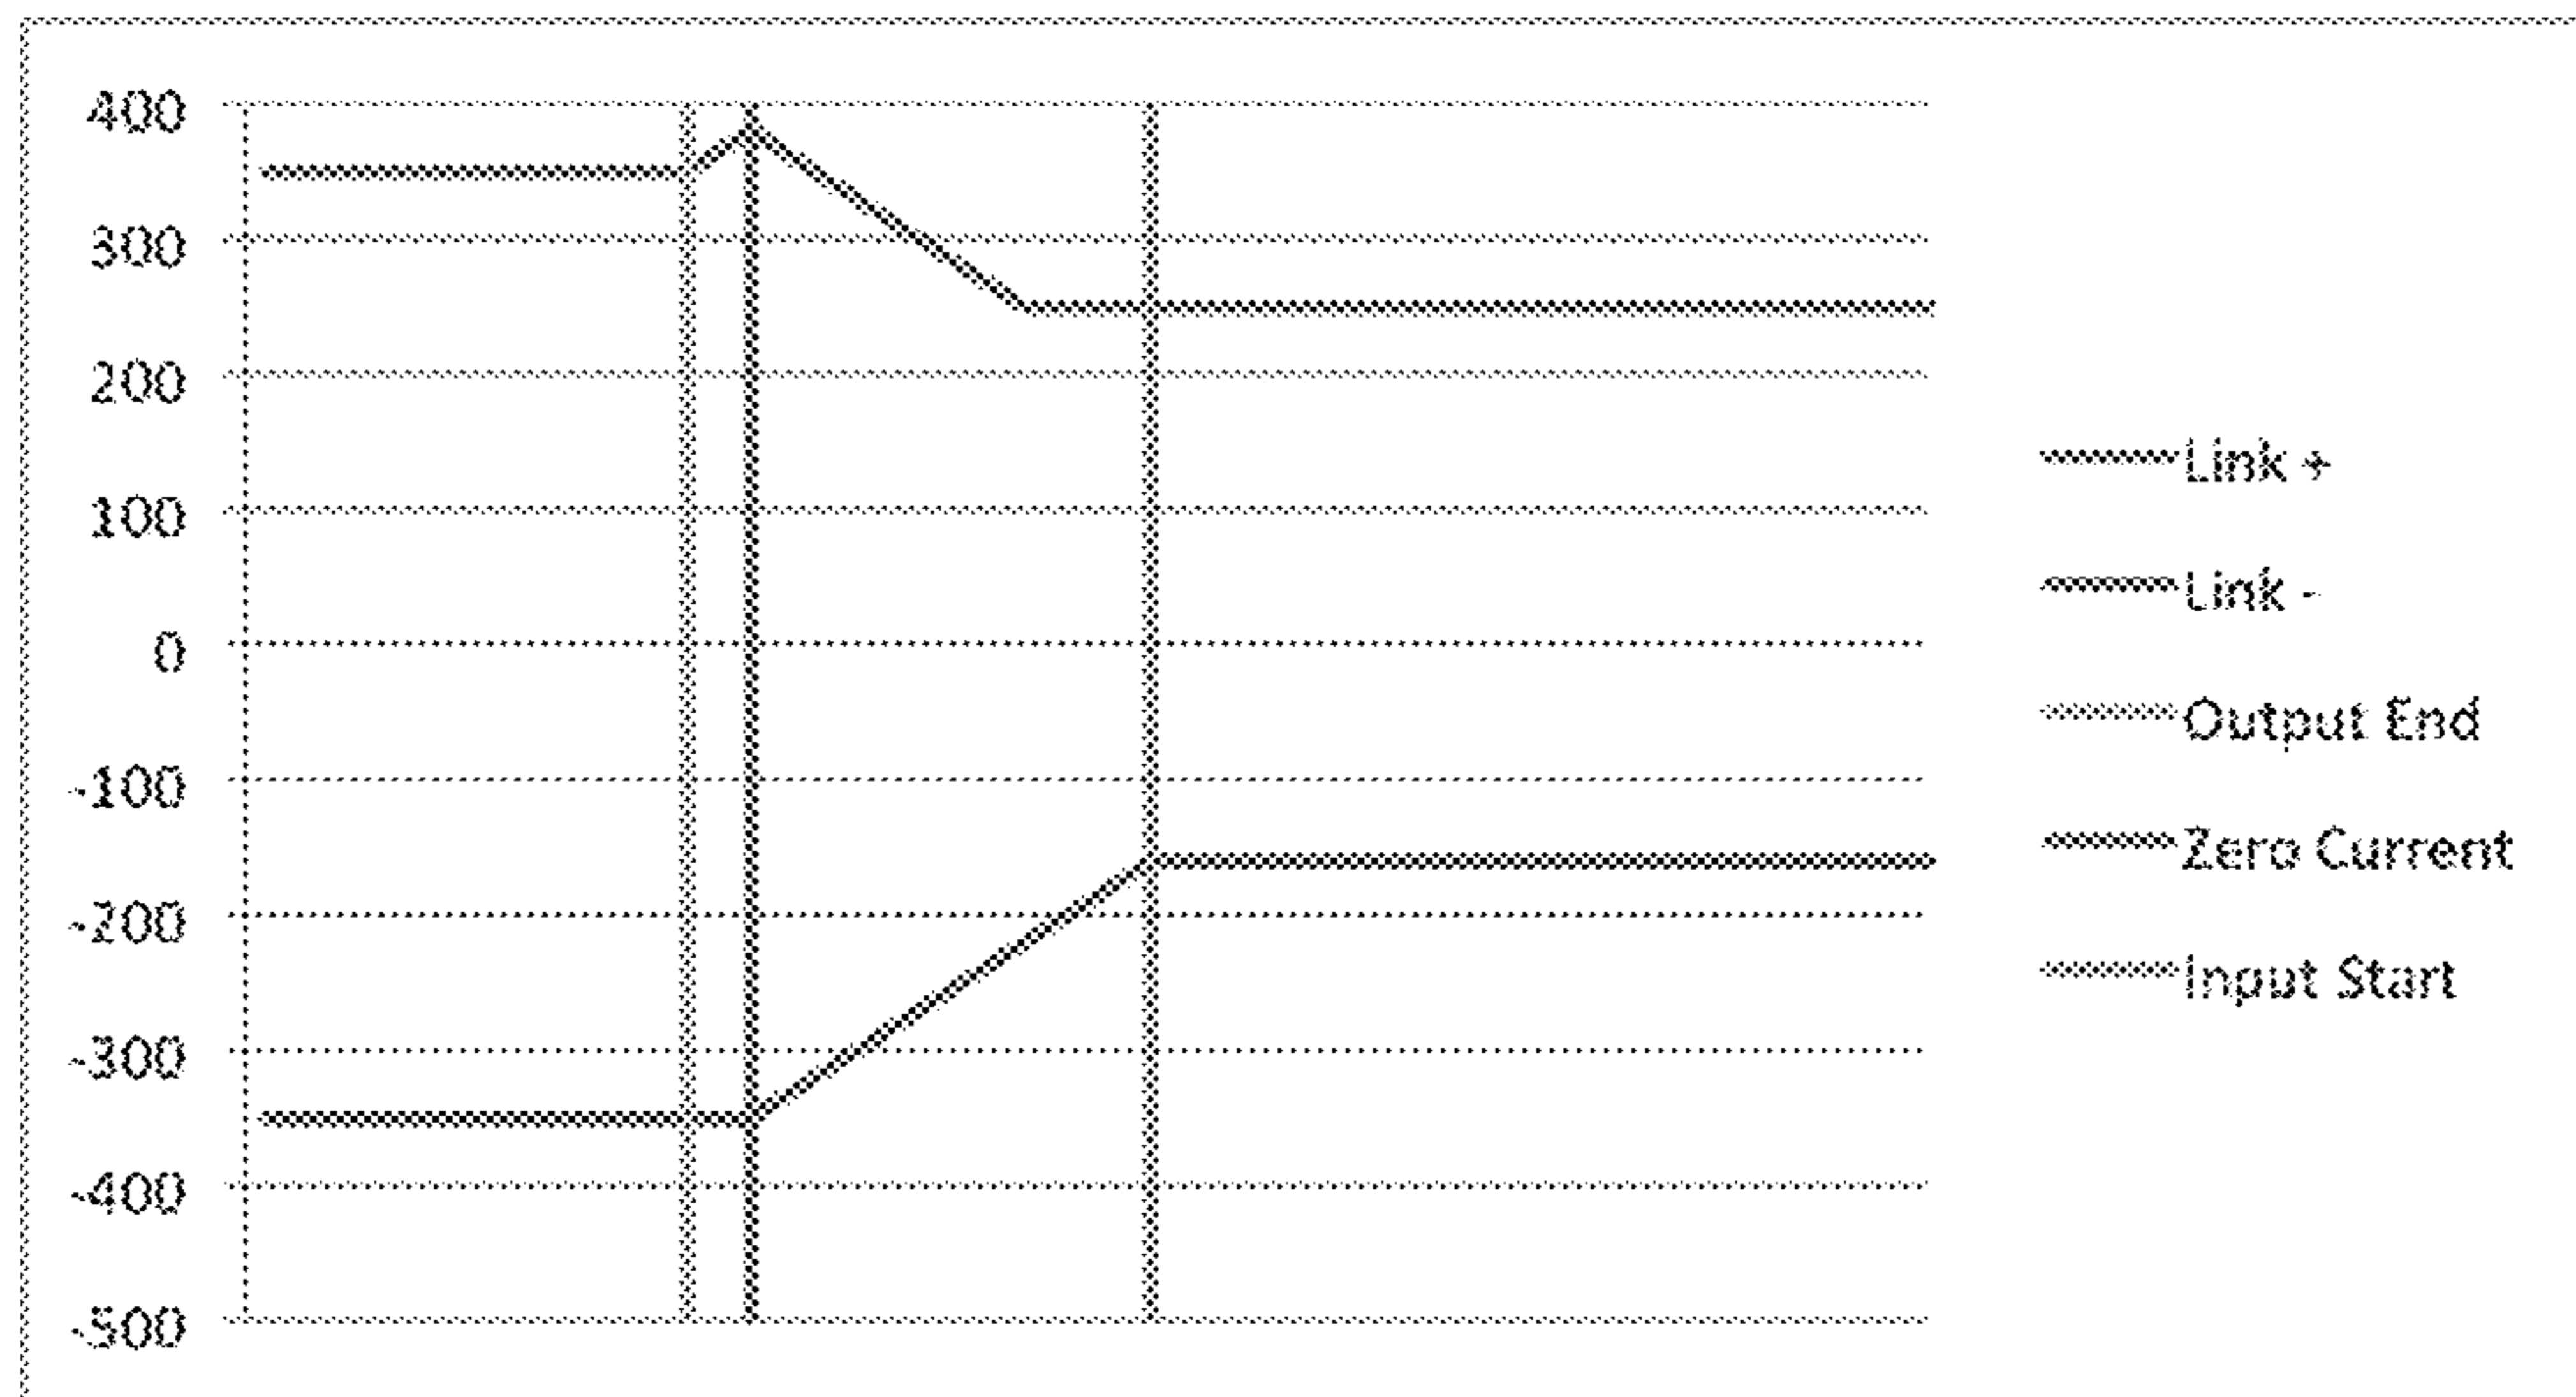 400
300
200
100
0
-100
-200
-300
-400
-500
Link +
Link -
Output End
Zero Current
Input Start